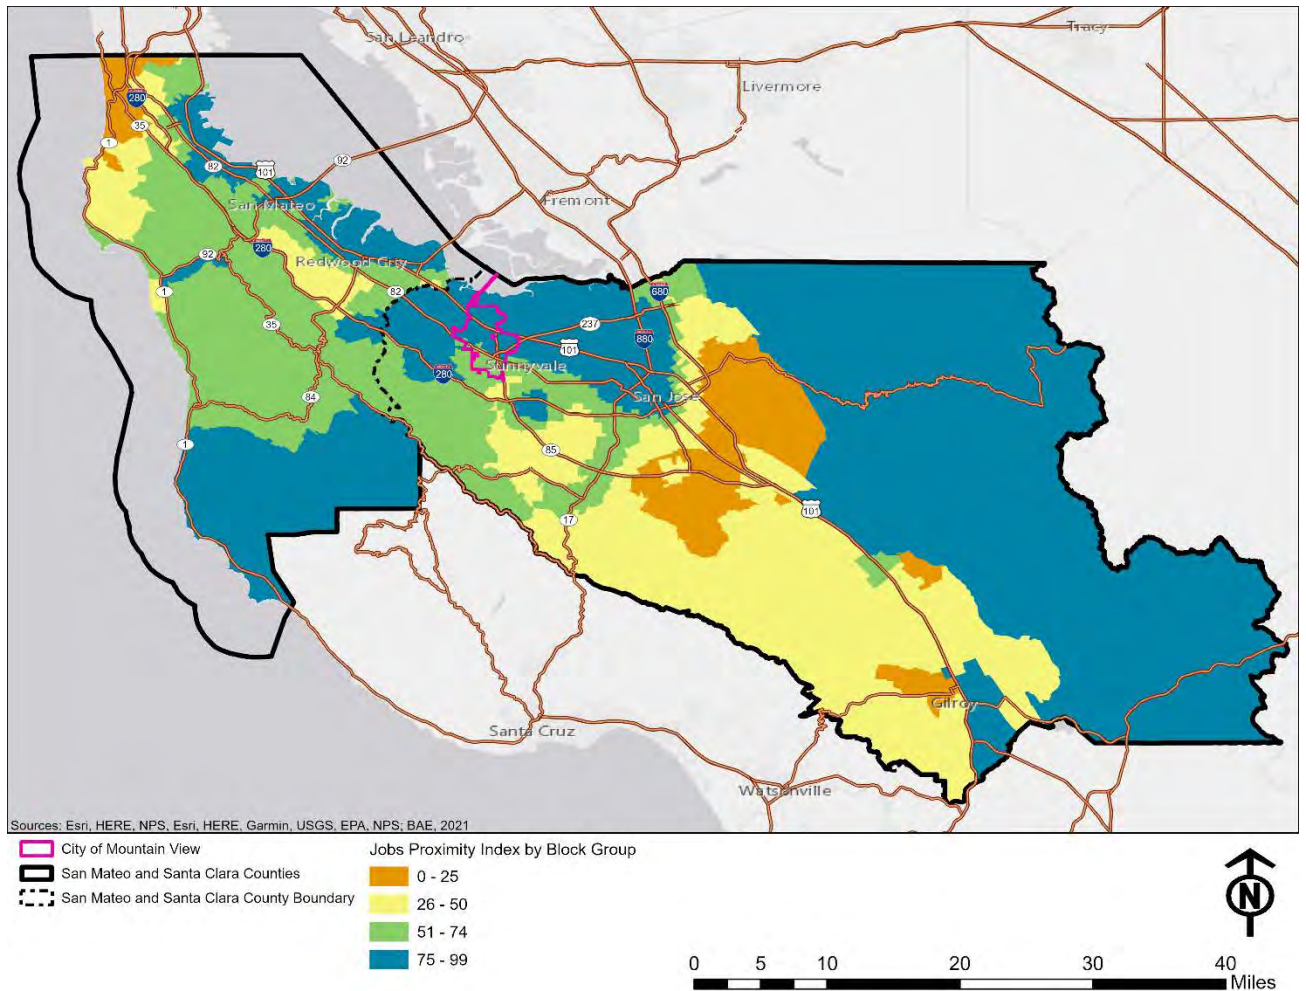 San Leandro
Tracy
Livermore
280
35
1
82
101
92
San Mateo
Fremont
92
280
Redwood City
1
82
680
35
237
101
880
Sunnyvale
280
San Jose
84
1
85
101
17
Gilroy
Santa Cruz
Watsonville
Sources: Esri, HERE, NPS, Esri, HERE, Garmin, USGS, EPA, NPS; BAE, 2021
City of Mountain View
San Mateo and Santa Clara Counties
San Mateo and Santa Clara County Boundary
Jobs Proximity Index by Block Group
0 - 25
26 - 50
51 - 74
75 - 99
N
0 5 10 20 30 40
Miles